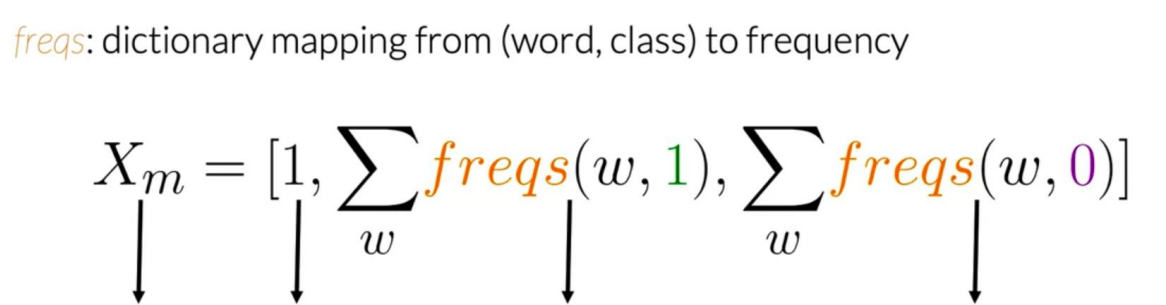 freqs: dictionary mapping from (word, class) to frequency
X_m = [1, ∑_w freqs(w, 1), ∑_w freqs(w, 0)]